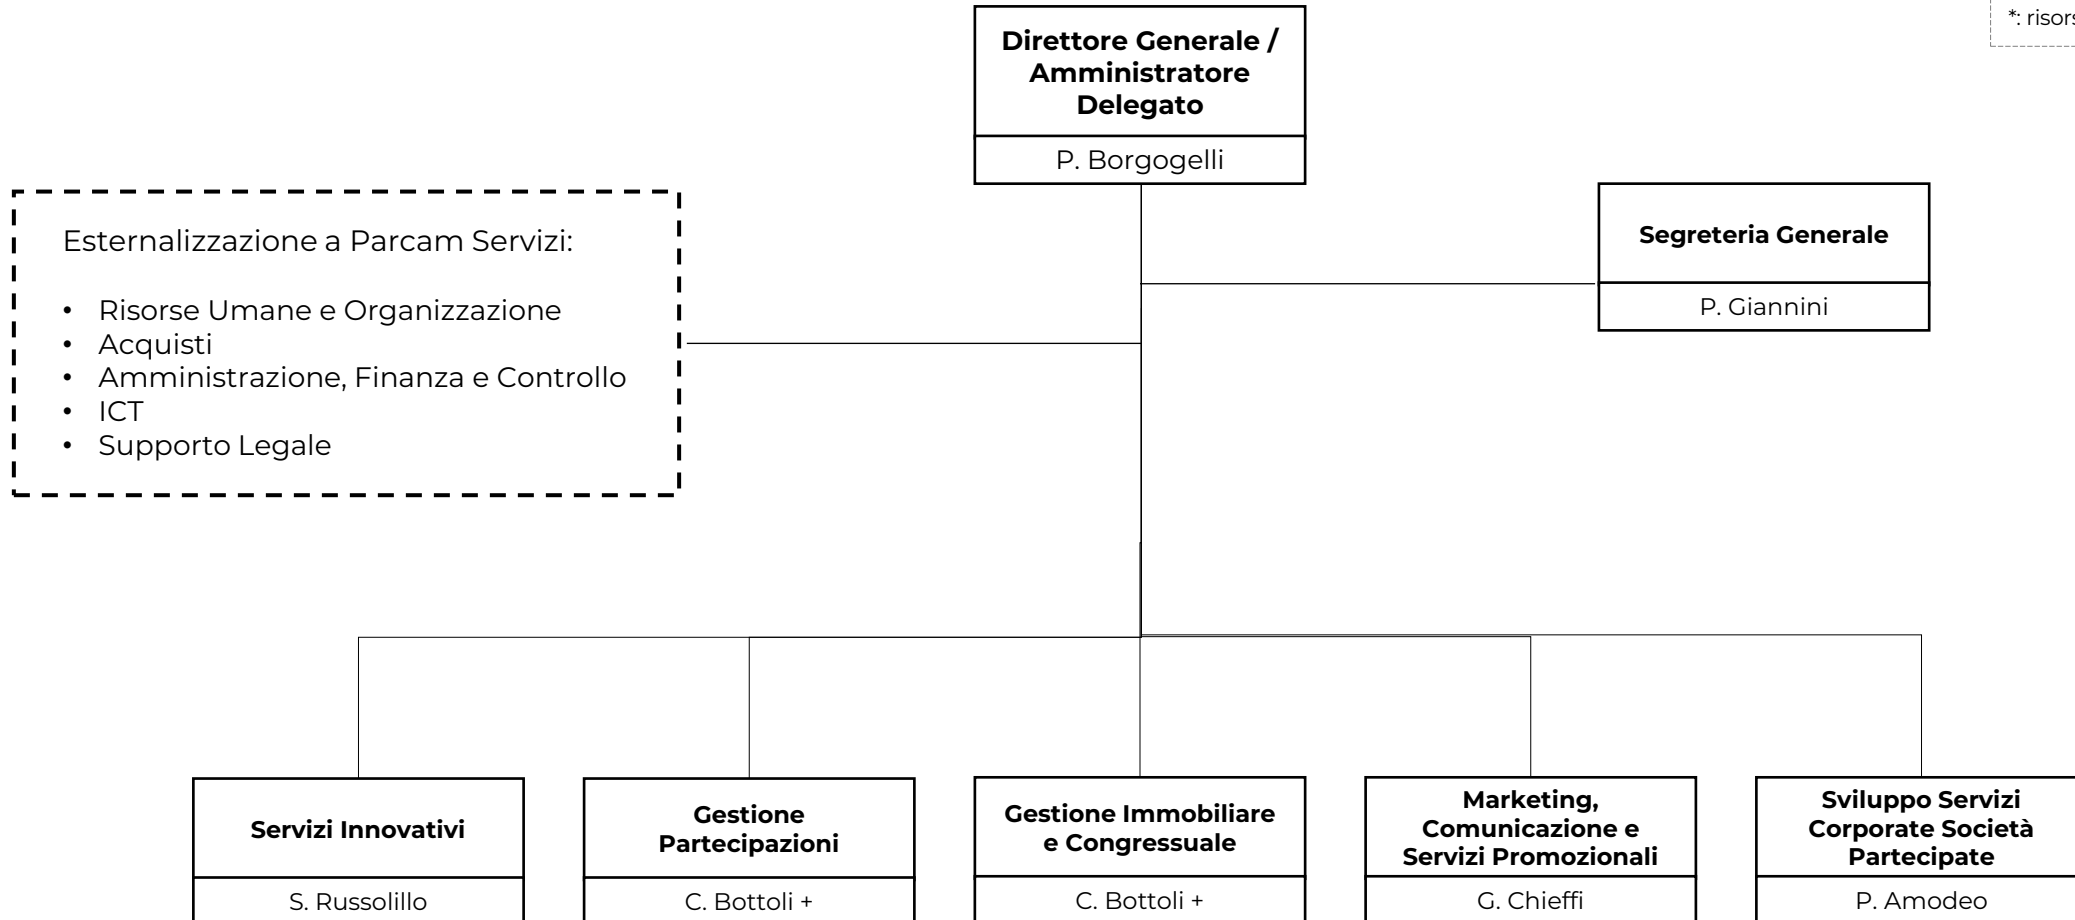 *: risors
Direttore Generale /
Amministratore
Delegato
P. Borgogelli
Segreteria Generale
P. Giannini
Esternalizzazione a Parcam Servizi:
• Risorse Umane e Organizzazione
• Acquisti
• Amministrazione, Finanza e Controllo
• ICT
• Supporto Legale
Servizi Innovativi
S. Russolillo
Gestione
Partecipazioni
C. Bottoli +
Gestione Immobiliare
e Congressuale
C. Bottoli +
Marketing,
Comunicazione e
Servizi Promozionali
G. Chieffi
Sviluppo Servizi
Corporate Società
Partecipate
P. Amodeo